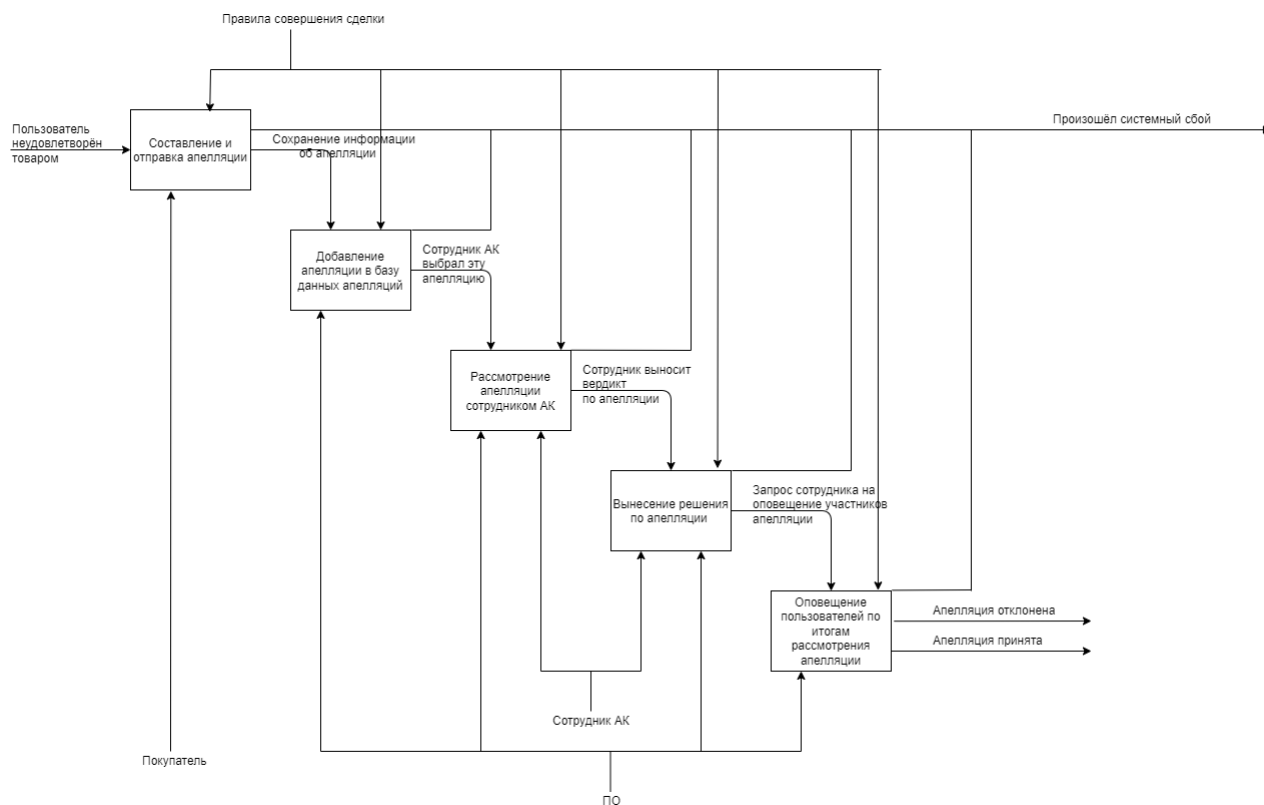 Правила совершения сделки
Произошёл системный сбой
Пользователь
неудовлетворён
товаром
Составление и
отправка апелляции
Сохранение информации
об апелляции
Добавление
апелляции в базу
данных апелляций
Сотрудник АК
выбрал эту
апелляцию
Рассмотрение
апелляции
сотрудником АК
Сотрудник выносит
вердикт
по апелляции
Вынесение решения
по апелляции
Запрос сотрудника на
оповещение участников
апелляции
Оповещение
пользователей по
итогам
рассмотрения
апелляции
Апелляция отклонена
Апелляция принята
Сотрудник АК
Покупатель
ПО